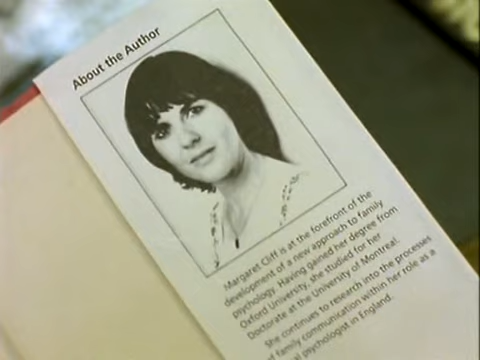 About the Author
Margaret Cliff is at the forefront of the
development of a new approach to family
psychology. Having gained her degree from
Oxford University, she studied for her
Doctorate at the University of Montreal.
She continues to research into the processes
of family communication within her role as a
psychologist in England.